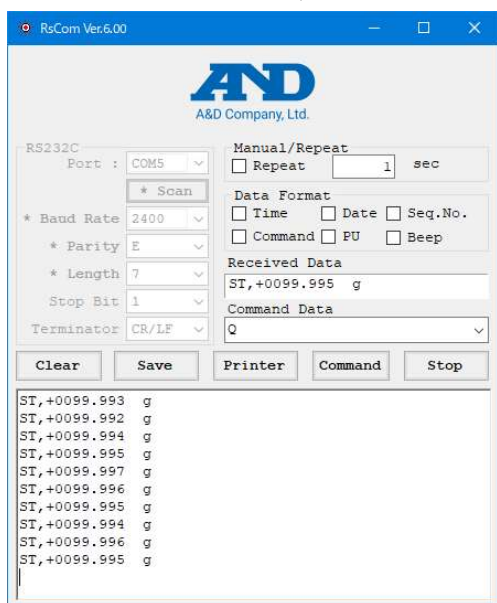 RsCom Ver.6.00
AND
A&D Company, Ltd.
RS232C
Port : COM5
* Scan
* Baud Rate 2400
* Parity E
* Length 7
Stop Bit 1
Terminator CR/LF
Manual/Repeat
Repeat 1 sec
Data Format
Time Date Seq.No.
Command PU Beep
Received Data
ST,+0099.995 g
Command Data
Q
Clear Save Printer Command Stop
ST,+0099.993 g
ST,+0099.992 g
ST,+0099.994 g
ST,+0099.995 g
ST,+0099.997 g
ST,+0099.996 g
ST,+0099.995 g
ST,+0099.994 g
ST,+0099.996 g
ST,+0099.995 g